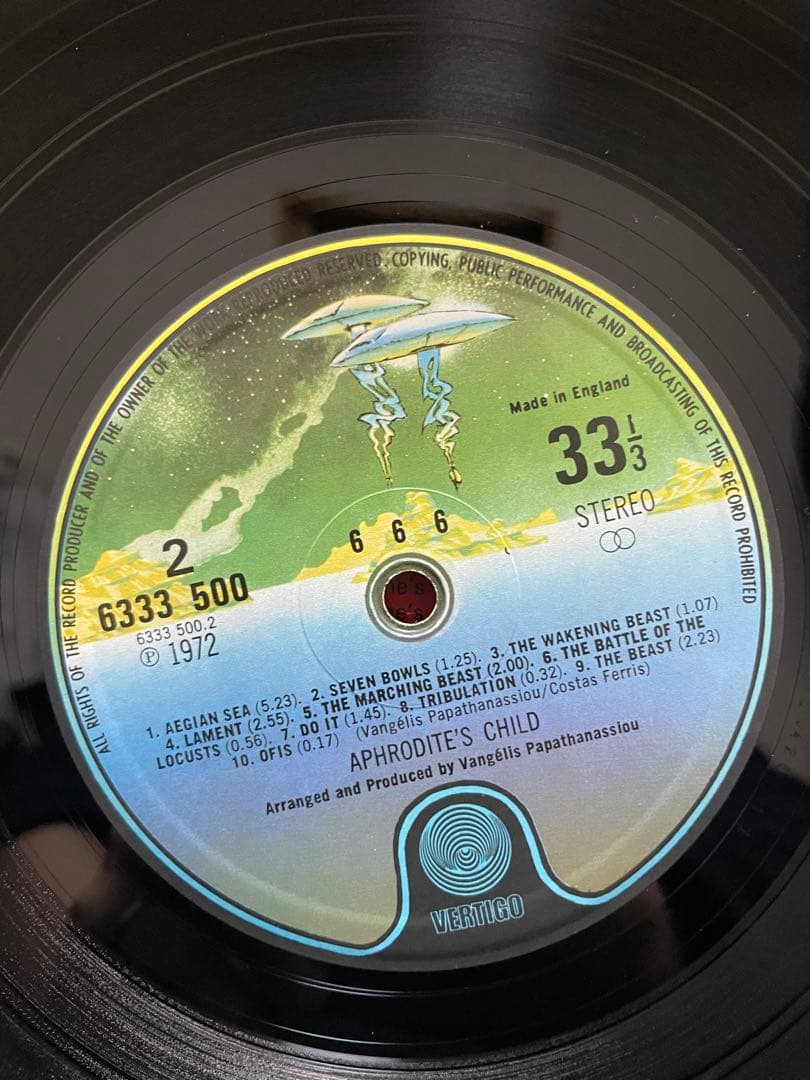 ALL RIGHTS OF THE RECORD PRODUCER AND OF THE OWNER OF THE WORK REPRODUCED RESERVED. COPYING, PUBLIC PERFORMANCE AND BROADCASTING OF THIS RECORD PROHIBITED
Made in England
33⅓
STEREO
2
6333 500
6333 500.2
Ⓟ 1972
6 6 6
1. AEGIAN SEA (5.23). 2. SEVEN BOWLS (1.25). 3. THE WAKENING BEAST (1.07)
4. LAMENT (2.55). 5. THE MARCHING BEAST (2.00). 6. THE BATTLE OF THE
LOCUSTS (0.56). 7. DO IT (1.45). 8. TRIBULATION (0.32). 9. THE BEAST (2.23)
10. OFIS (0.17) (Vangélis Papathanassiou/Costas Ferris)
APHRODITE'S CHILD
Arranged and Produced by Vangélis Papathanassiou
VERTIGO